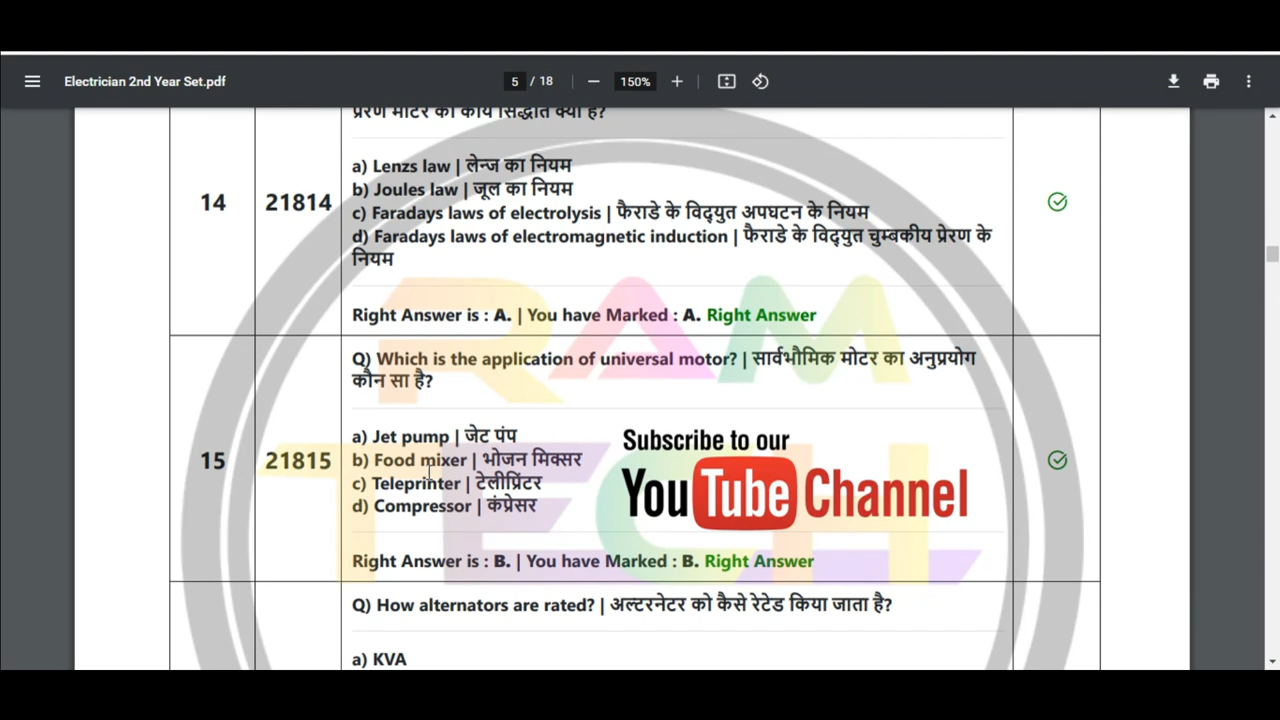 Electrician 2nd Year Set.pdf
5 / 18
150%
प्रेरण मोटर का कार्य सिद्धांत क्या है?
14
21814
a) Lenzs law | लेन्ज का नियम
b) Joules law | जूल का नियम
c) Faradays laws of electrolysis | फैराडे के विद्युत अपघटन के नियम
d) Faradays laws of electromagnetic induction | फैराडे के विद्युत चुम्बकीय प्रेरण के
नियम
Right Answer is : A. | You have Marked : A. Right Answer
RAM
TECH
15
21815
Q) Which is the application of universal motor? | सार्वभौमिक मोटर का अनुप्रयोग
कौन सा है?
a) Jet pump | जेट पंप
b) Food mixer | भोजन मिक्सर
c) Teleprinter | टेलीप्रिंटर
d) Compressor | कंप्रेसर
Subscribe to our
YouTube Channel
Right Answer is : B. | You have Marked : B. Right Answer
Q) How alternators are rated? | अल्टरनेटर को कैसे रेटेड किया जाता है?
a) KVA